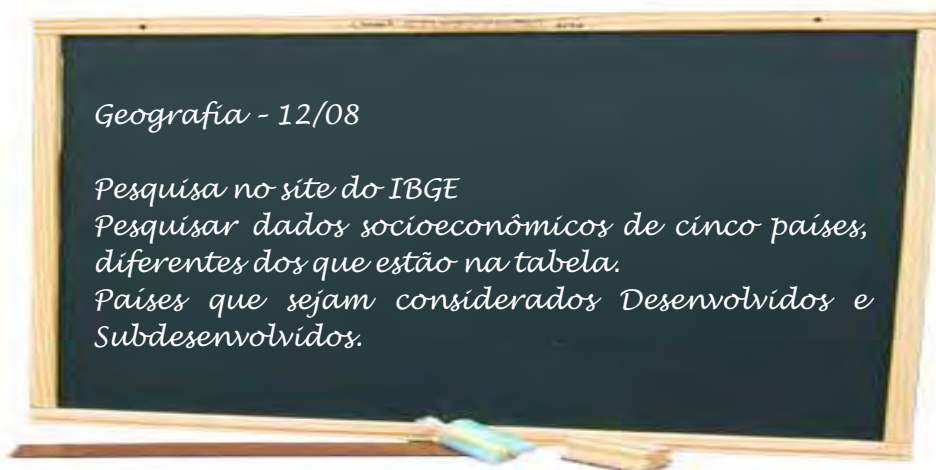 Geografia - 12/08
Pesquisa no site do IBGE
Pesquisar dados socioeconômicos de cinco países,
diferentes dos que estão na tabela.
Países que sejam considerados Desenvolvidos e
Subdesenvolvidos.